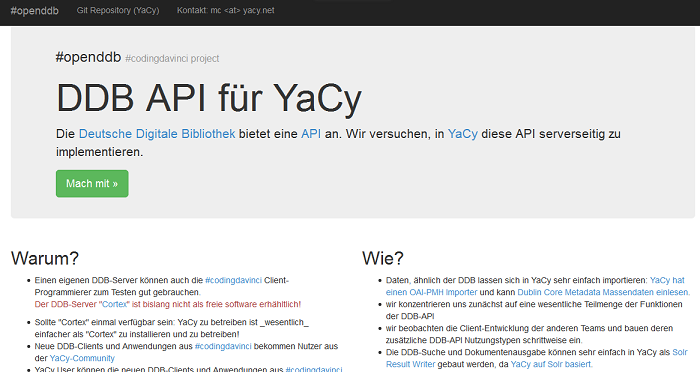 #openddb Git Repository (YaCy) Kontakt: mc <at> yacy.net
#openddb #codingdavinci project
DDB API für YaCy
Die Deutsche Digitale Bibliothek bietet eine API an. Wir versuchen, in YaCy diese API serverseitig zu
implementieren.
Mach mit »
Warum?
Einen eigenen DDB-Server können auch die #codingdavinci Client-
Programmierer zum Testen gut gebrauchen.
Der DDB-Server "Cortex" ist bislang nicht als freie software erhältlich!
Sollte "Cortex" einmal verfügbar sein: YaCy zu betreiben ist _wesentlich_
einfacher als "Cortex" zu installieren und zu betreiben!
Neue DDB-Clients und Anwendungen aus #codingdavinci bekommen Nutzer aus
der YaCy-Community
YaCy User können die neuen DDB-Clients und Anwendungen aus #codingdavinci
Wie?
Daten, ähnlich der DDB lassen sich in YaCy sehr einfach importieren: YaCy hat
einen OAI-PMH Importer und kann Dublin Core Metadata Massendaten einlesen.
wir konzentrieren uns zunächst auf eine wesentliche Teilmenge der Funktionen
der DDB-API
wir beobachten die Client-Entwicklung der anderen Teams und bauen deren
zusätzliche DDB-API Nutzungstypen schrittweise ein.
Die DDB-Suche und Dokumentenausgabe können sehr einfach in YaCy als Solr
Result Writer gebaut werden, da YaCy auf Solr basiert.